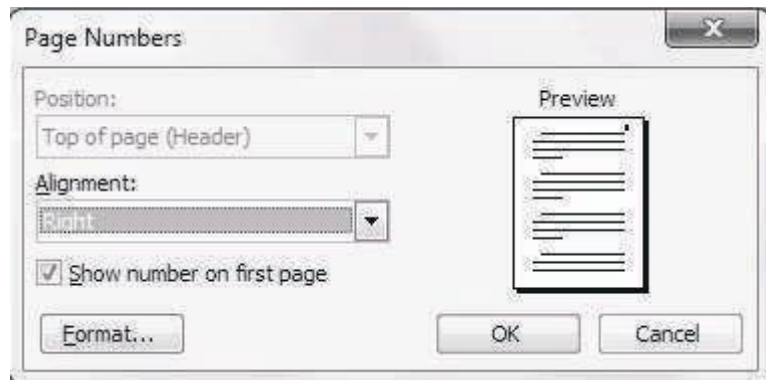 Page Numbers
Position:
Preview
Top of page (Header)
Alignment:
Right
Show number on first page
Format...
OK
Cancel